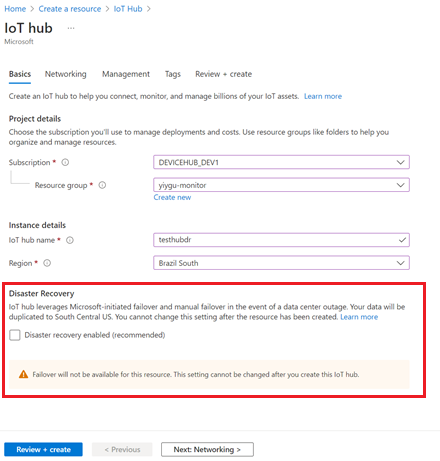 Home > Create a resource > IoT Hub >
IoT hub ...
Microsoft
Basics Networking Management Tags Review + create
Create an IoT hub to help you connect, monitor, and manage billions of your IoT assets. Learn more
Project details
Choose the subscription you'll use to manage deployments and costs. Use resource groups like folders to help you
organize and manage resources.
Subscription * DEVICEHUB_DEV1
Resource group * yiygu-monitor
Create new
Instance details
IoT hub name * testhubdr
Region * Brazil South
Disaster Recovery
IoT hub leverages Microsoft-initiated failover and manual failover in the event of a data center outage. Your data will be
duplicated to South Central US. You cannot change this setting after the resource has been created. Learn more
Disaster recovery enabled (recommended)
Failover will not be available for this resource. This setting cannot be changed after you create this IoT hub.
Review + create < Previous Next: Networking >